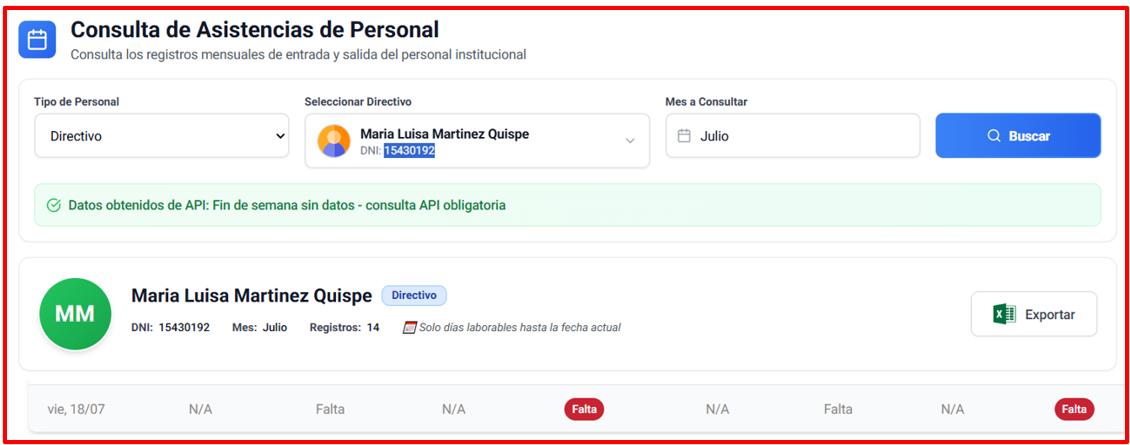 Consulta de Asistencias de Personal
Consulta los registros mensuales de entrada y salida del personal institucional
Tipo de Personal
Seleccionar Directivo
Mes a Consultar
Directivo
Maria Luisa Martinez Quispe
DNI: 15430192
Julio
Buscar
Datos obtenidos de API: Fin de semana sin datos - consulta API obligatoria
MM
Maria Luisa Martinez Quispe Directivo
DNI: 15430192 Mes: Julio Registros: 14 Solo días laborables hasta la fecha actual
Exportar
vie, 18/07 N/A Falta N/A Falta N/A Falta N/A Falta